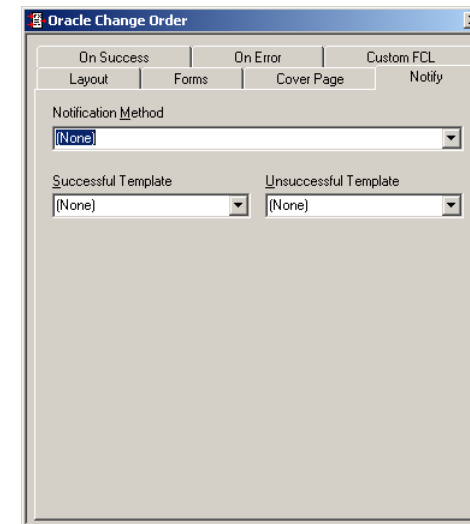 Oracle Change Order
On Success On Error Custom FCL
Layout Forms Cover Page Notify
Notification Method
(None)
Successful Template Unsuccessful Template
(None) (None)